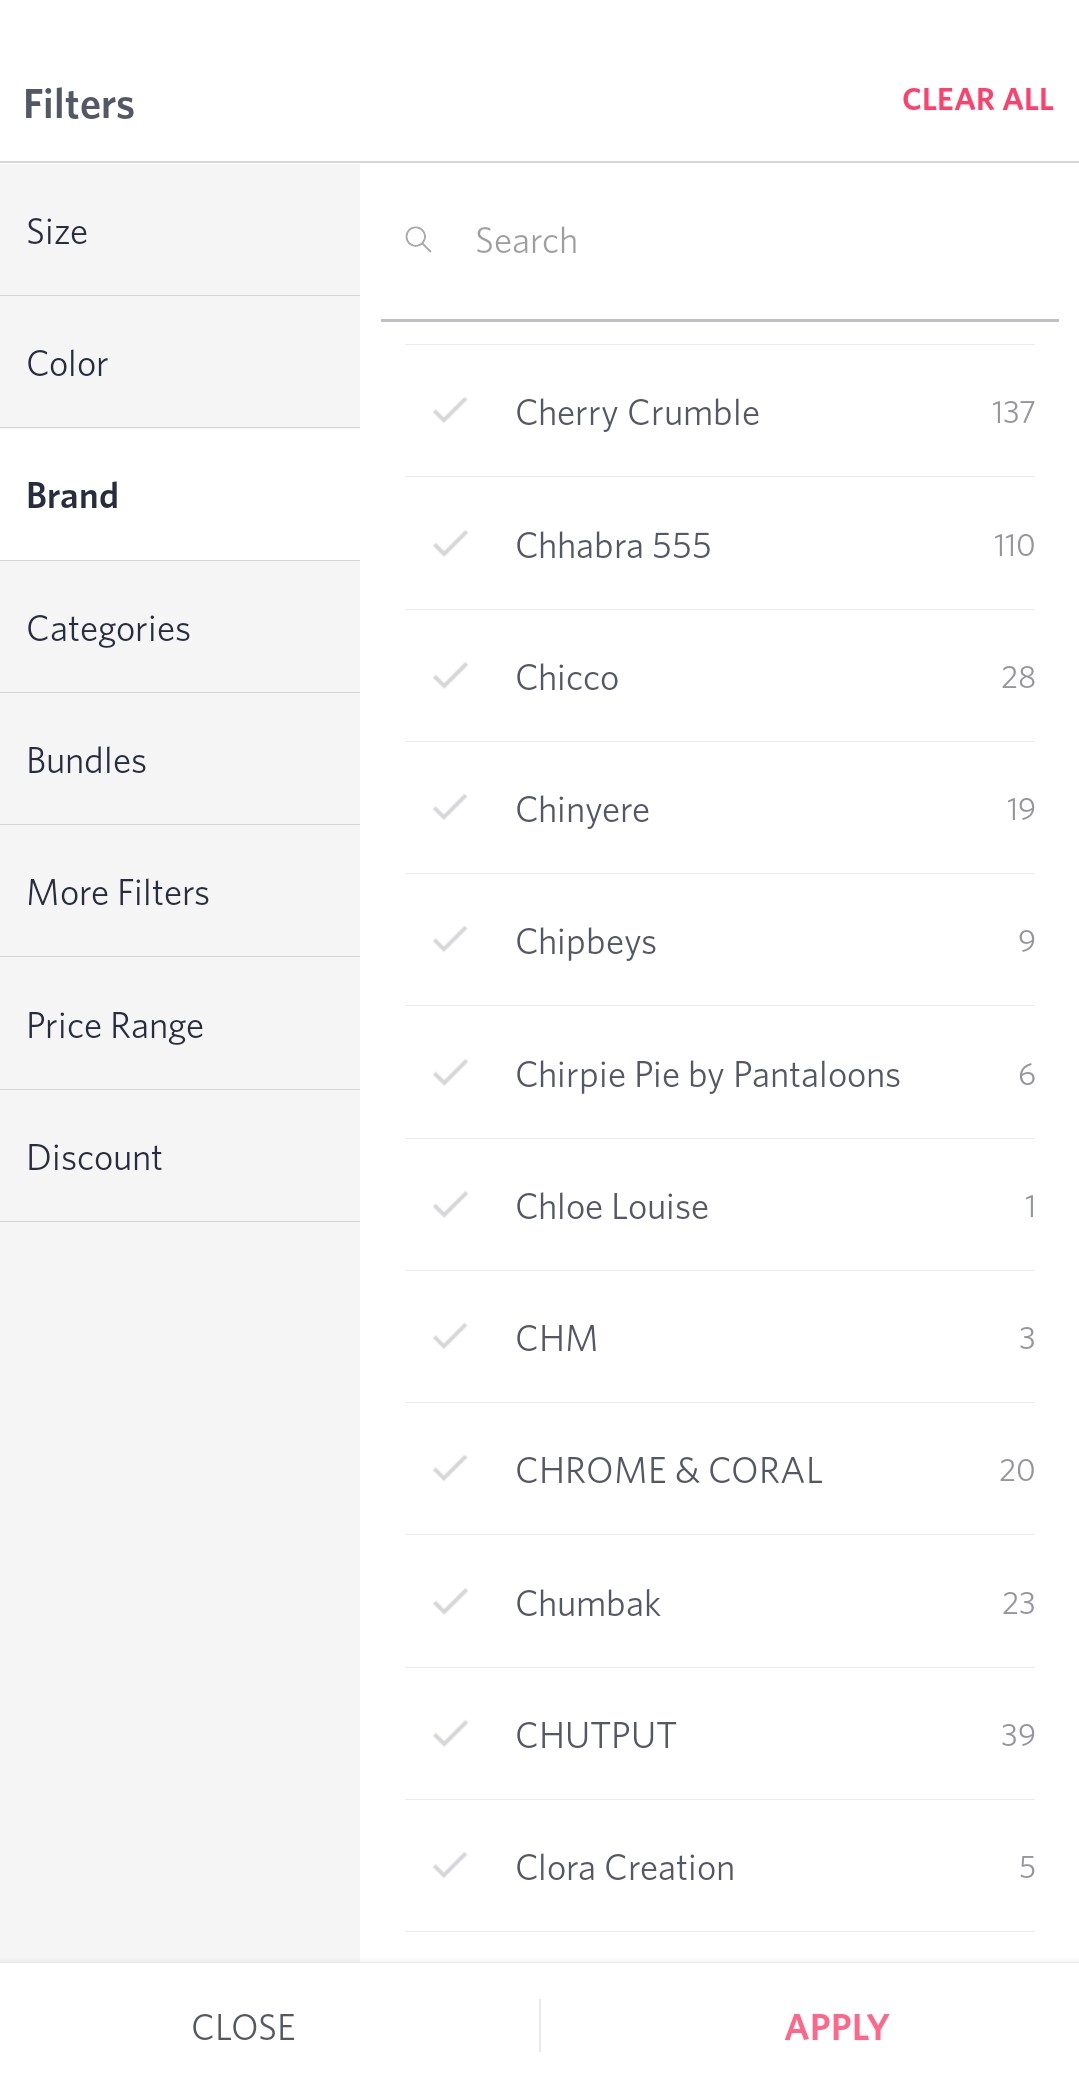 Filters
CLEAR ALL
Size
Color
Brand
Categories
Bundles
More Filters
Price Range
Discount
Search
Cherry Crumble 137
Chhabra 555 110
Chicco 28
Chinyere 19
Chipbeys 9
Chirpie Pie by Pantaloons 6
Chloe Louise 1
CHM 3
CHROME & CORAL 20
Chumbak 23
CHUTPUT 39
Clora Creation 5
CLOSE
APPLY